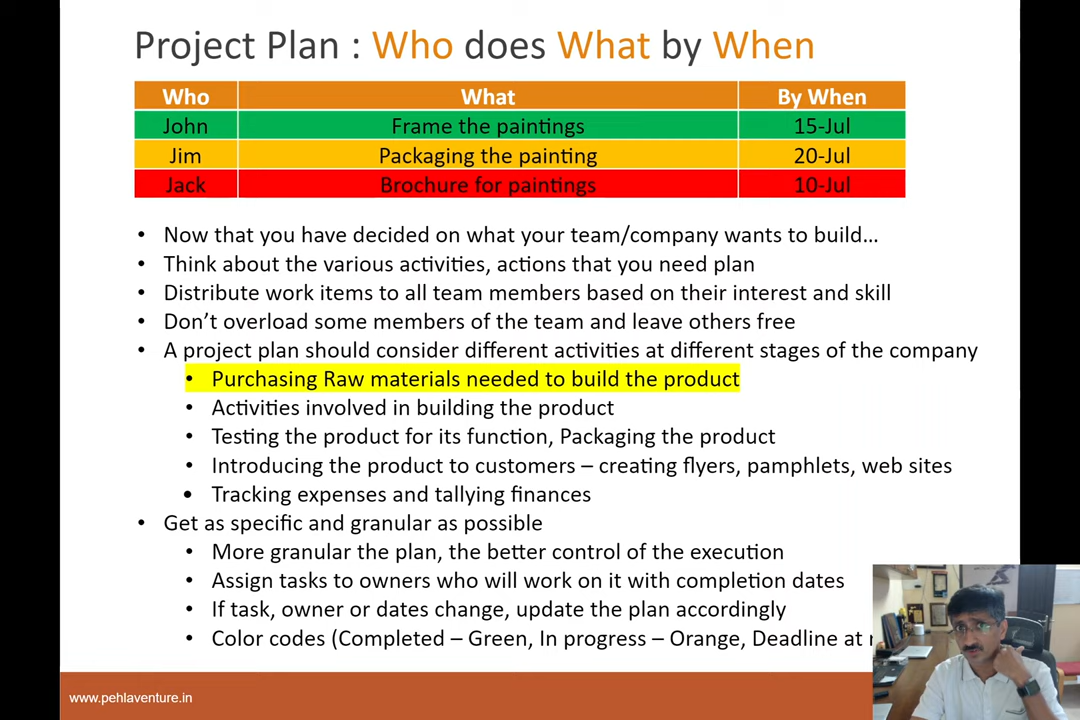 Project Plan : Who does What by When
Who What By When
John Frame the paintings 15-Jul
Jim Packaging the painting 20-Jul
Jack Brochure for paintings 10-Jul
• Now that you have decided on what your team/company wants to build…
• Think about the various activities, actions that you need plan
• Distribute work items to all team members based on their interest and skill
• Don’t overload some members of the team and leave others free
• A project plan should consider different activities at different stages of the company
• Purchasing Raw materials needed to build the product
• Activities involved in building the product
• Testing the product for its function, Packaging the product
• Introducing the product to customers – creating flyers, pamphlets, web sites
• Tracking expenses and tallying finances
• Get as specific and granular as possible
• More granular the plan, the better control of the execution
• Assign tasks to owners who will work on it with completion dates
• If task, owner or dates change, update the plan accordingly
• Color codes (Completed – Green, In progress – Orange, Deadline at
www.pehlaventure.in